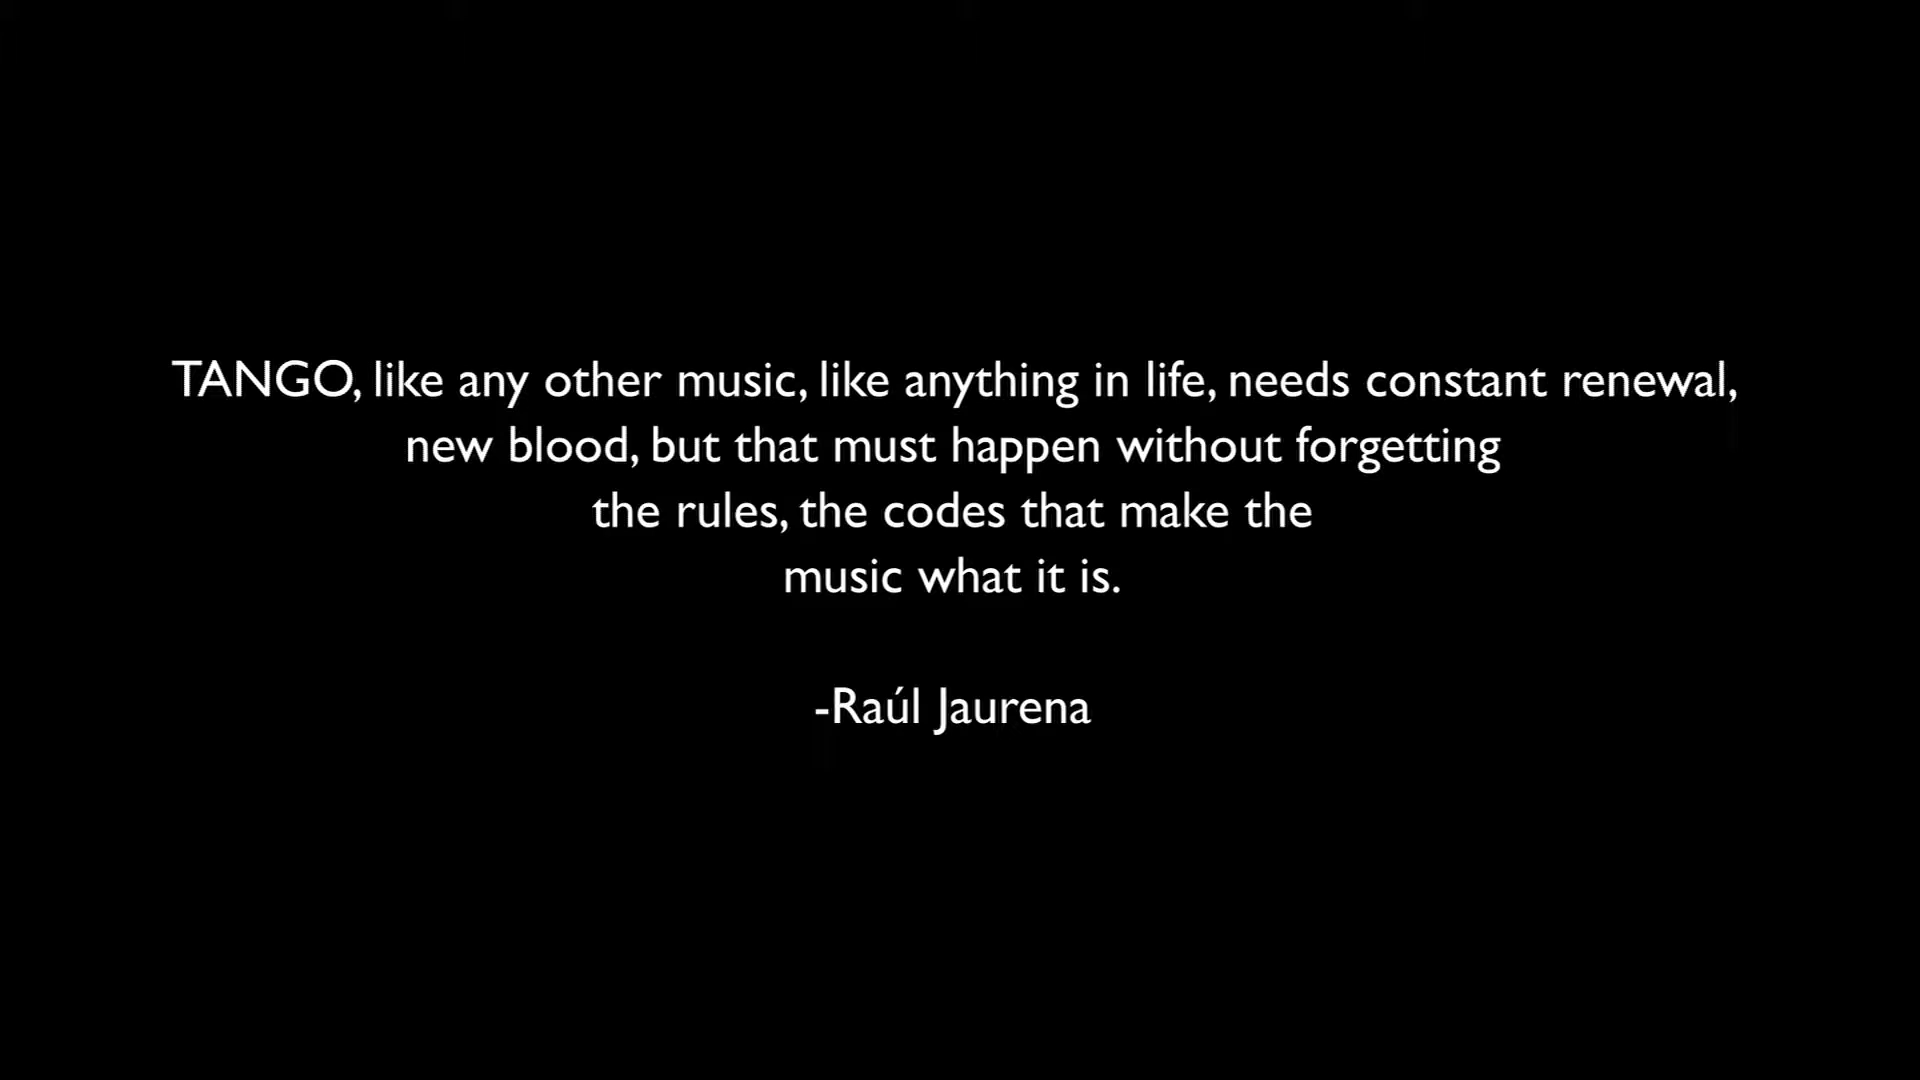 TANGO, like any other music, like anything in life, needs constant renewal,
new blood, but that must happen without forgetting
the rules, the codes that make the
music what it is.
-Raúl Jaurena